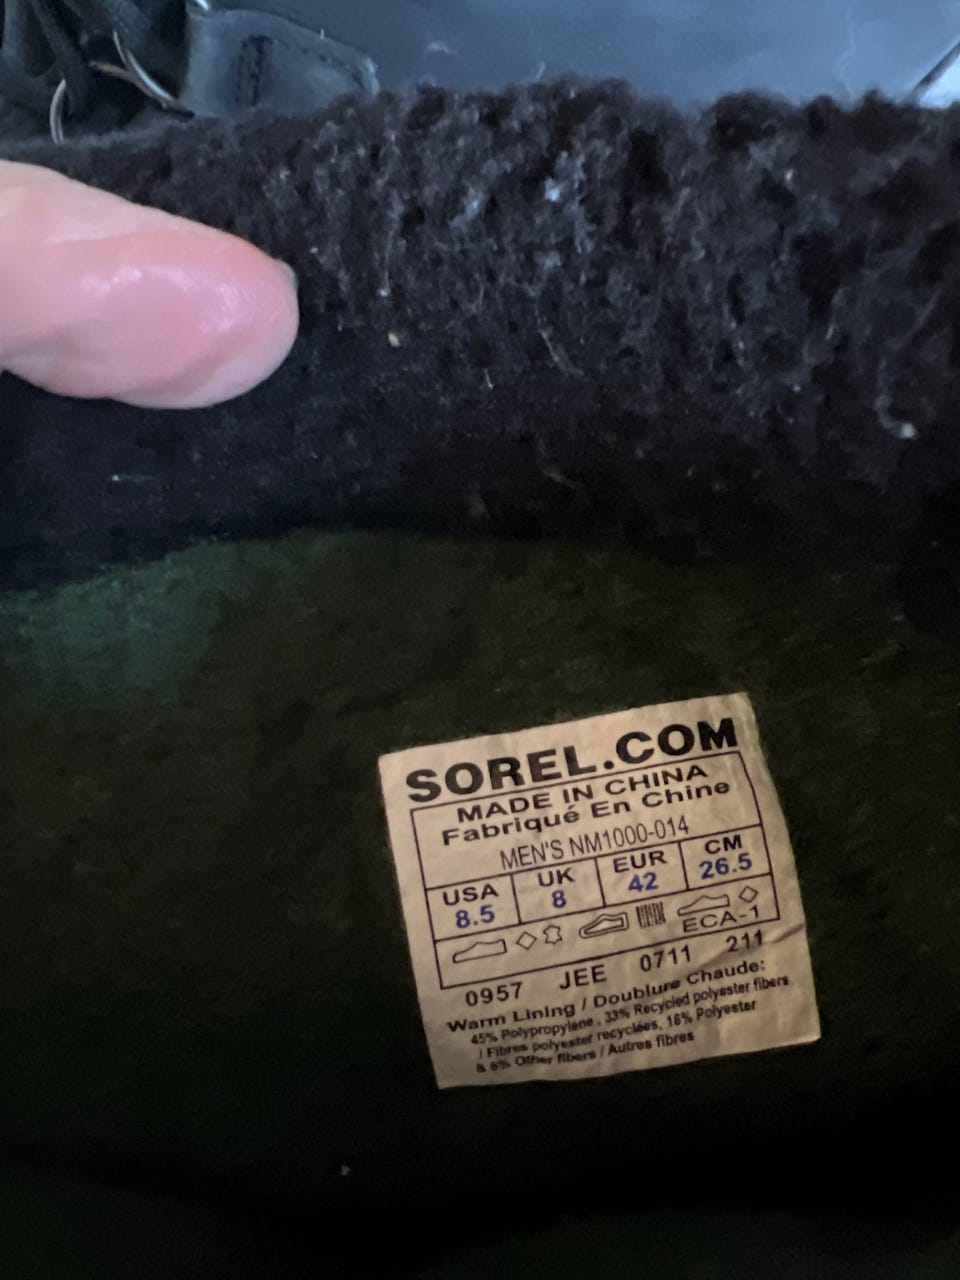 SOREL.COM
MADE IN CHINA
Fabriqué En Chine
MEN'S NM1000-014
USA UK EUR CM
8.5 8 42 26.5
ECA-1
0957 JEE 0711 211
Warm Lining / Doublure Chaude:
45% Polypropylene , 33% Recycled polyester fibers
/ Fibres polyester recyclées, 16% Polyester
& 6% Other fibers / Autres fibres